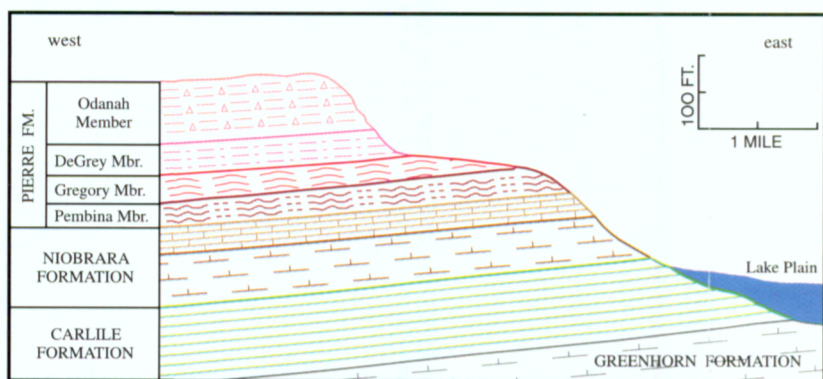 west
east
100 FT.
1 MILE
PIERRE FM.
Odanah
Member
DeGrey Mbr.
Gregory Mbr.
Pembina Mbr.
NIOBRARA
FORMATION
CARLILE
FORMATION
Lake Plain
GREENHORN FORMATION